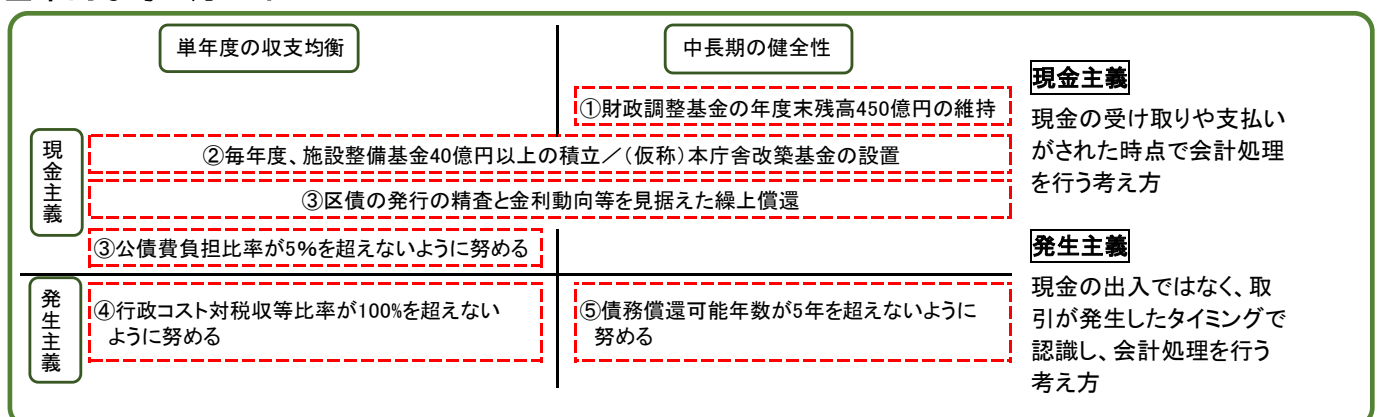 単年度の収支均衡
中長期の健全性
①財政調整基金の年度末残高450億円の維持
現金主義
②毎年度、施設整備基金40億円以上の積立／（仮称）本庁舎改築基金の設置
③区債の発行の精査と金利動向等を見据えた繰上償還
③公債費負担比率が5％を超えないように努める
発生主義
④行政コスト対税収等比率が100%を超えない
ように努める
⑤債務償還可能年数が5年を超えないように
努める
現金主義
現金の受け取りや支払い
がされた時点で会計処理
を行う考え方
発生主義
現金の出入ではなく、取
引が発生したタイミングで
認識し、会計処理を行う
考え方